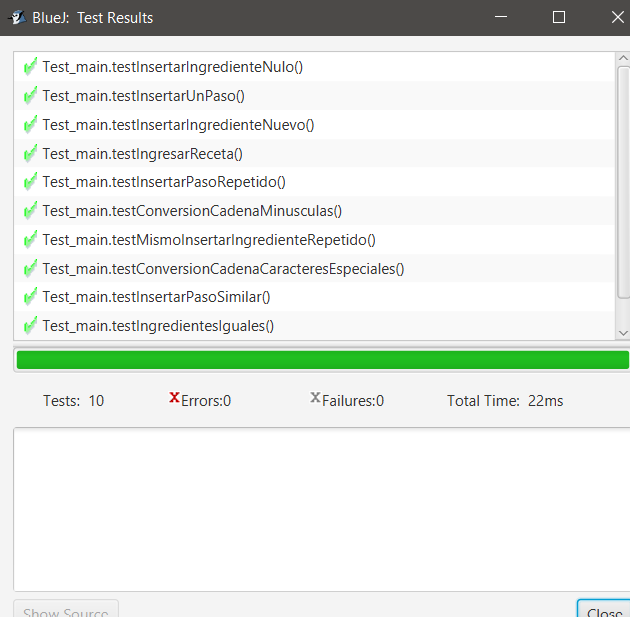 BlueJ: Test Results
Test_main.testInsertarIngredienteNulo()
Test_main.testInsertarUnPaso()
Test_main.testInsertarIngredienteNuevo()
Test_main.testIngresarReceta()
Test_main.testInsertarPasoRepetido()
Test_main.testConversionCadenaMinusculas()
Test_main.testMismoInsertarIngredienteRepetido()
Test_main.testConversionCadenaCaracteresEspeciales()
Test_main.testInsertarPasoSimilar()
Test_main.testIngredientesIguales()
Tests: 10 X Errors:0 X Failures:0 Total Time: 22ms
Show Source Close